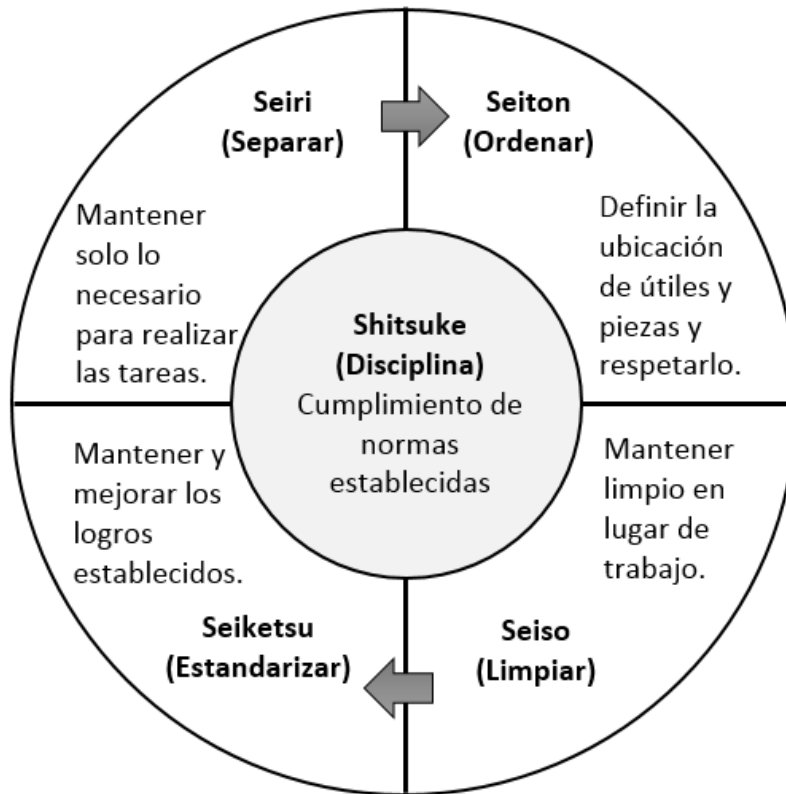 Seiri
(Separar)
Mantener
solo lo
necesario
para realizar
las tareas.
Seiton
(Ordenar)
Definir la
ubicación
de útiles y
piezas y
respetarlo.
Shitsuke
(Disciplina)
Cumplimiento de
normas
establecidas
Mantener y
mejorar los
logros
establecidos.
Seiketsu
(Estandarizar)
Mantener
limpio en
lugar de
trabajo.
Seiso
(Limpiar)